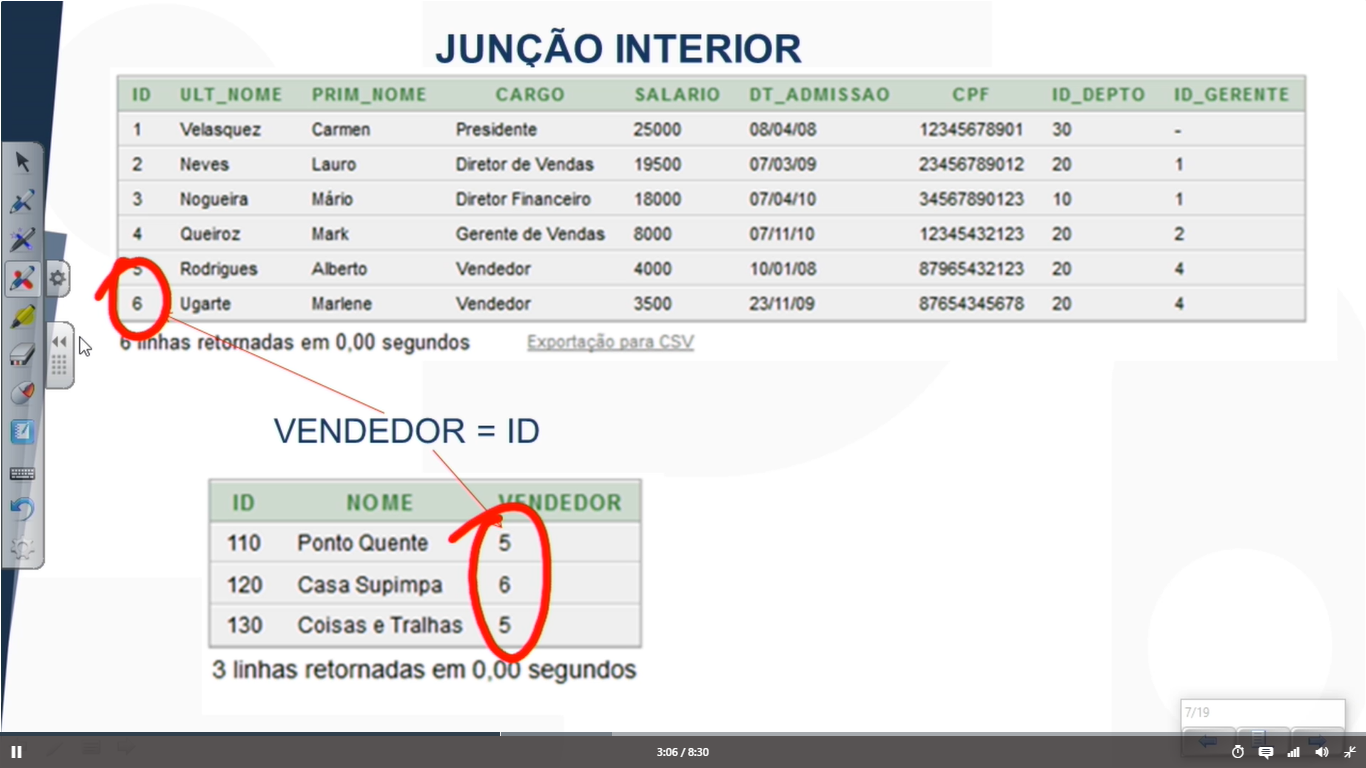 JUNÇÃO INTERIOR
ID ULT_NOME PRIM_NOME CARGO SALARIO DT_ADMISSAO CPF ID_DEPTO ID_GERENTE
1 Velasquez Carmen Presidente 25000 08/04/08 12345678901 30 -
2 Neves Lauro Diretor de Vendas 19500 07/03/09 23456789012 20 1
3 Nogueira Mário Diretor Financeiro 18000 07/04/10 34567890123 10 1
4 Queiroz Mark Gerente de Vendas 8000 07/11/10 12345432123 20 2
5 Rodrigues Alberto Vendedor 4000 10/01/08 87965432123 20 4
6 Ugarte Marlene Vendedor 3500 23/11/09 87654345678 20 4
6 linhas retornadas em 0,00 segundos Exportação para CSV
VENDEDOR = ID
ID NOME VENDEDOR
110 Ponto Quente 5
120 Casa Supimpa 6
130 Coisas e Tralhas 5
3 linhas retornadas em 0,00 segundos
7/19
3:06 / 8:30